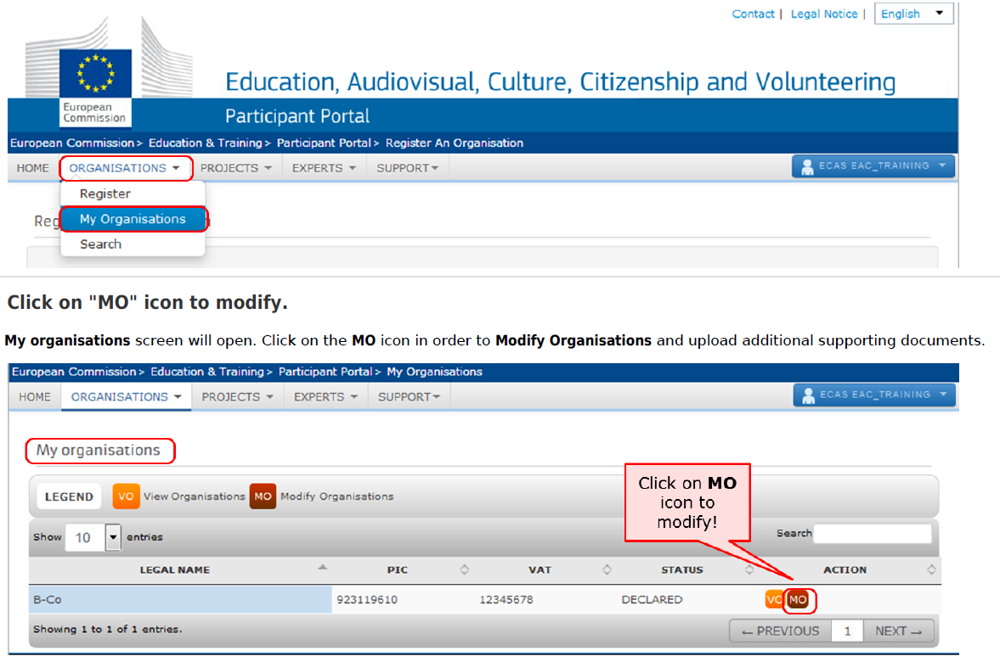 Contact | Legal Notice | English
Education, Audiovisual, Culture, Citizenship and Volunteering
European
Commission
Participant Portal
European Commission > Education & Training > Participant Portal > Register An Organisation
HOME ORGANISATIONS PROJECTS EXPERTS SUPPORT ECAS EAC_TRAINING
Register
Reg
My Organisations
Search
Click on "MO" icon to modify.
My organisations screen will open. Click on the MO icon in order to Modify Organisations and upload additional supporting documents.
European Commission > Education & Training > Participant Portal > My Organisations
HOME ORGANISATIONS PROJECTS EXPERTS SUPPORT ECAS EAC_TRAINING
My organisations
Click on MO
icon to
modify!
LEGEND VO View Organisations MO Modify Organisations
Show 10 entries Search
LEGAL NAME PIC VAT STATUS ACTION
B-Co 923119610 12345678 DECLARED VO MO
Showing 1 to 1 of 1 entries. ← PREVIOUS 1 NEXT →